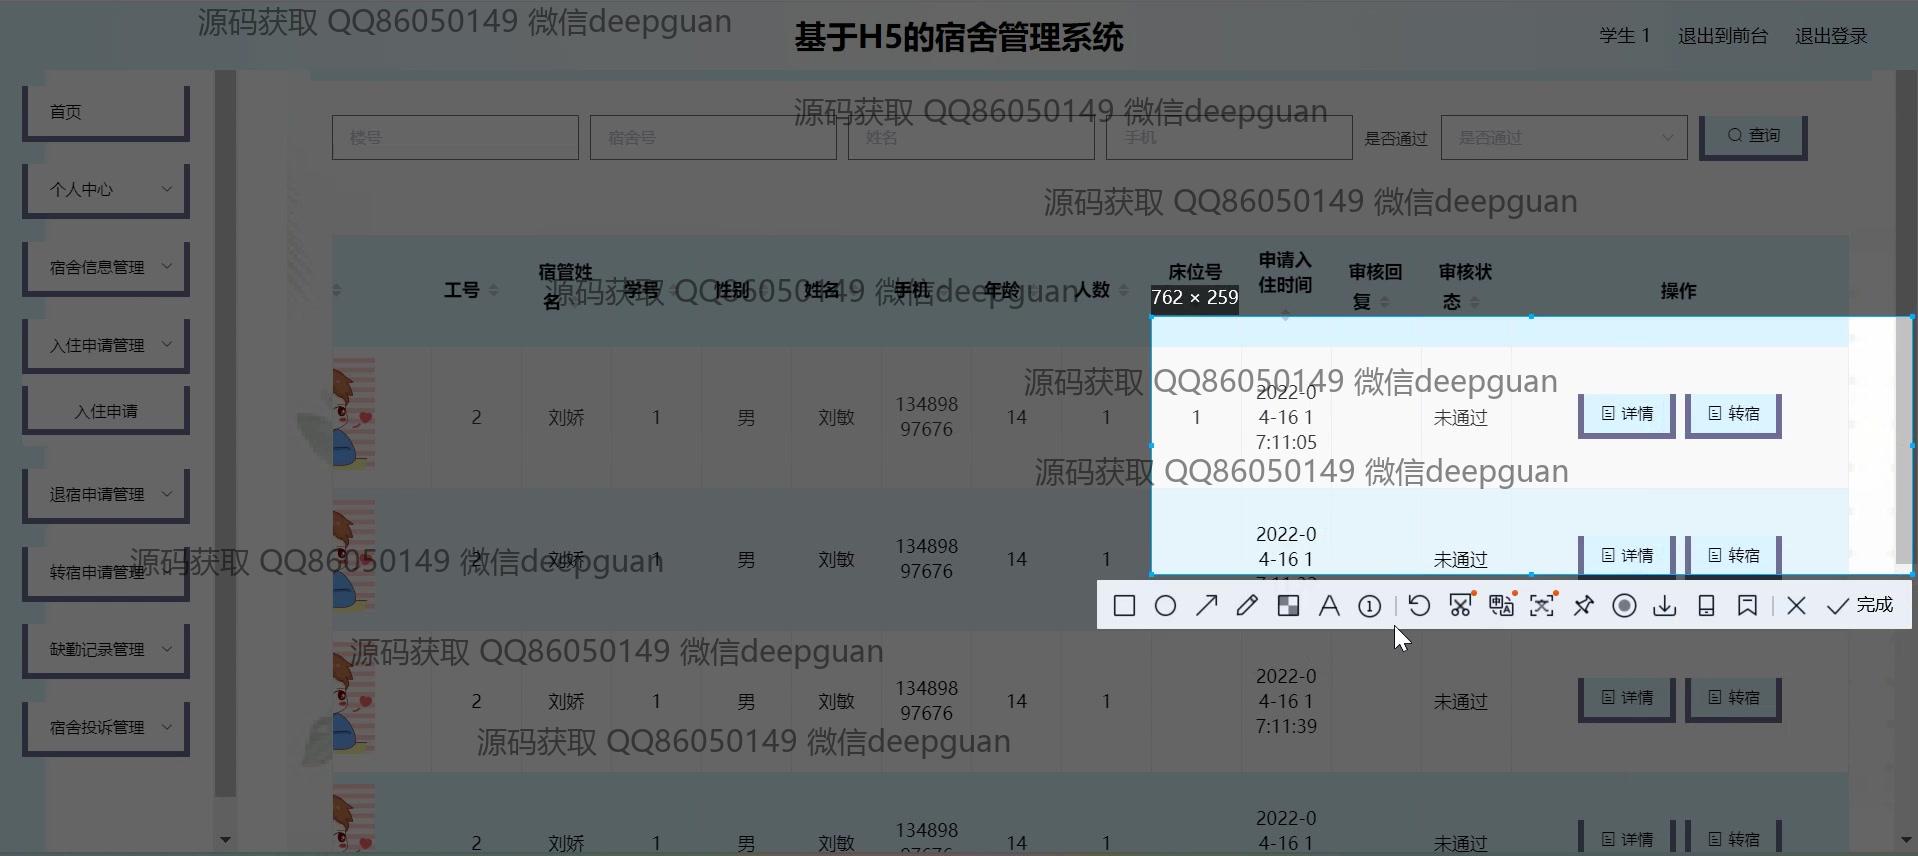 源码获取 QQ86050149 微信deepguan
基于H5的宿舍管理系统
学生 1 退出到前台 退出登录
首页
个人中心
宿舍信息管理
入住申请管理
入住申请
退宿申请管理
转宿申请管理
缺勤记录管理
宿舍投诉管理
源码获取 QQ86050149 微信deepguan
楼号 宿舍号 姓名 手机 是否通过 是否通过 查询
源码获取 QQ86050149 微信deepguan
工号 宿管姓名 学号 性别 姓名 手机 年龄 人数 床位号 申请入住时间 审核回复 审核状态 操作
源码获取 QQ86050149 微信deepguan
762 × 259
源码获取 QQ86050149 微信deepguan
2 刘娇 1 男 刘敏 13489897676 14 1 1 2022-04-16 17:11:05 未通过 详情 转宿
源码获取 QQ86050149 微信deepguan
2 刘娇 1 男 刘敏 13489897676 14 1 2022-04-16 1 未通过 详情 转宿
源码获取 QQ86050149 微信deepguan
完成
源码获取 QQ86050149 微信deepguan
2 刘娇 1 男 刘敏 13489897676 14 1 2022-04-16 17:11:39 未通过 详情 转宿
源码获取 QQ86050149 微信deepguan
2 刘娇 1 男 刘敏 134898 14 1 2022-04-16 1 未通过 详情 转宿